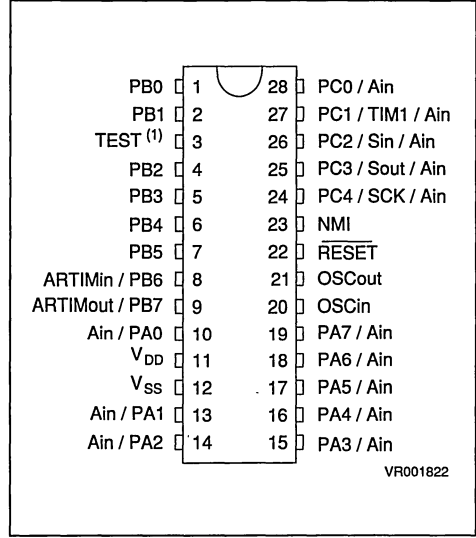 PB0 1 28 PC0 / Ain
PB1 2 27 PC1 / TIM1 / Ain
TEST (1) 3 26 PC2 / Sin / Ain
PB2 4 25 PC3 / Sout / Ain
PB3 5 24 PC4 / SCK / Ain
PB4 6 23 NMI
PB5 7 22 RESET
ARTIMin / PB6 8 21 OSCout
ARTIMout / PB7 9 20 OSCin
Ain / PA0 10 19 PA7 / Ain
VDD 11 18 PA6 / Ain
VSS 12 17 PA5 / Ain
Ain / PA1 13 16 PA4 / Ain
Ain / PA2 14 15 PA3 / Ain
VR001822